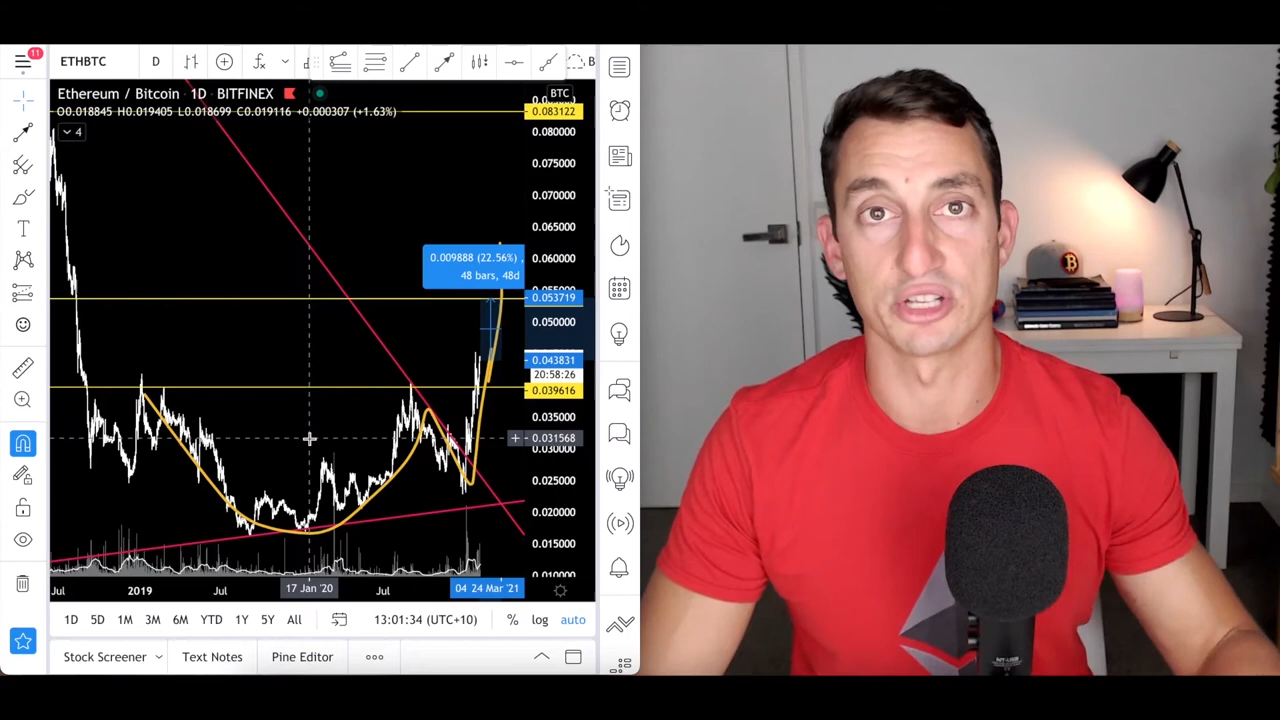 11
ETHBTC
D
B
Ethereum / Bitcoin · 1D · BITFINEX
BTC
O0.018845 H0.019405 L0.018699 C0.019116 +0.000307 (+1.63%)
4
0.083122
0.080000
0.075000
0.070000
0.065000
0.060000
0.009888 (22.56%) ,
48 bars, 48d
0.053719
0.050000
0.043831
20:58:26
0.039616
0.035000
0.031568
0.030000
0.025000
0.020000
0.015000
0.010000
Jul
2019
Jul
17 Jan '20
Jul
04
24 Mar '21
1D 5D 1M 3M 6M YTD 1Y 5Y All
13:01:34 (UTC+10)
% log auto
Stock Screener
Text Notes
Pine Editor
NT-USB